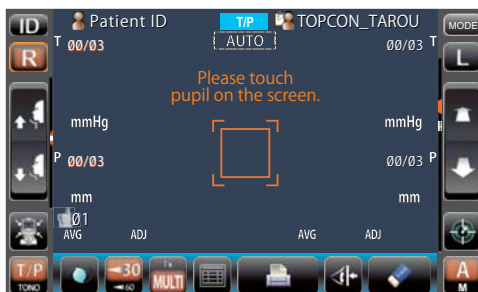 ID Patient ID T/P TOPCON_TAROU MODE
R T 00/03 AUTO 00/03 T L
Please touch
pupil on the screen.
mmHg mmHg
P 00/03 00/03 P
mm mm
01
AVG ADJ AVG ADJ
T/P TONO 30 60 MULTI A M